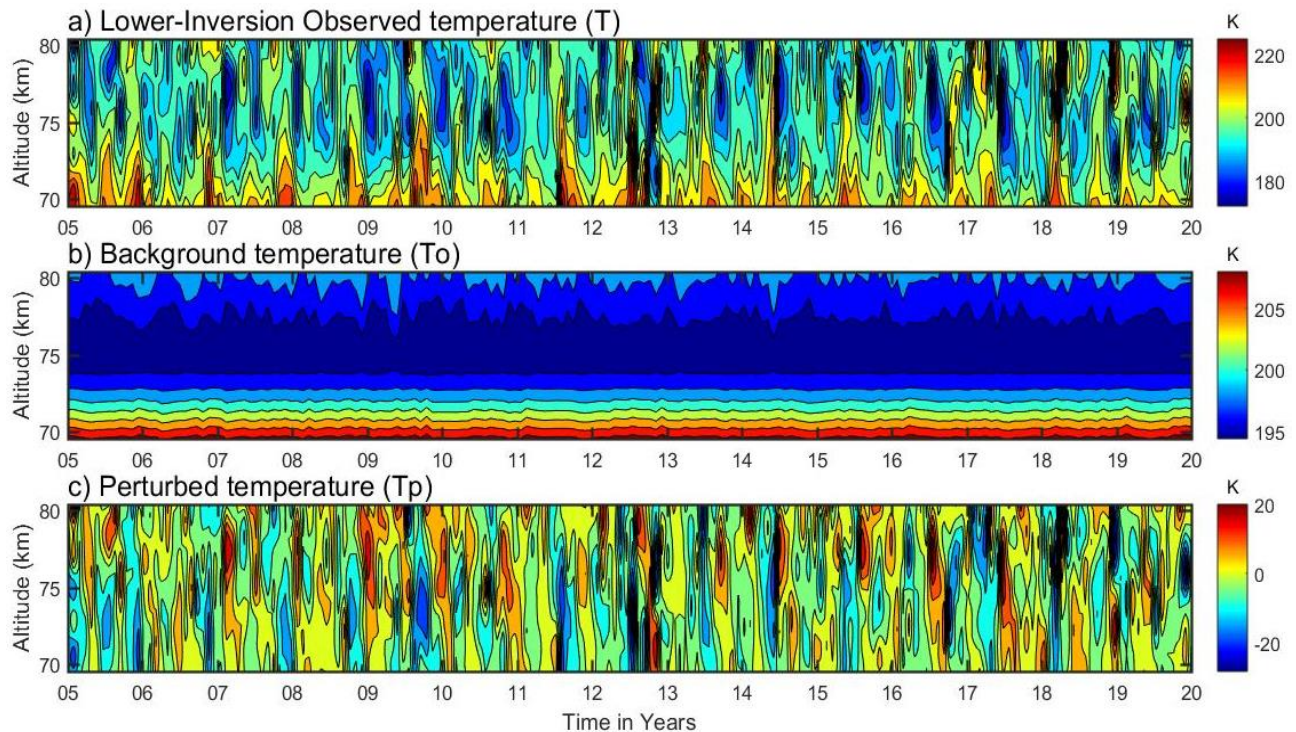 a) Lower-Inversion Observed temperature (T)
K
80
75
70
Altitude (km)
220
200
180
05 06 07 08 09 10 11 12 13 14 15 16 17 18 19 20
b) Background temperature (To)
K
80
75
70
Altitude (km)
205
200
195
05 06 07 08 09 10 11 12 13 14 15 16 17 18 19 20
c) Perturbed temperature (Tp)
K
80
75
70
Altitude (km)
20
0
-20
05 06 07 08 09 10 11 12 13 14 15 16 17 18 19 20
Time in Years